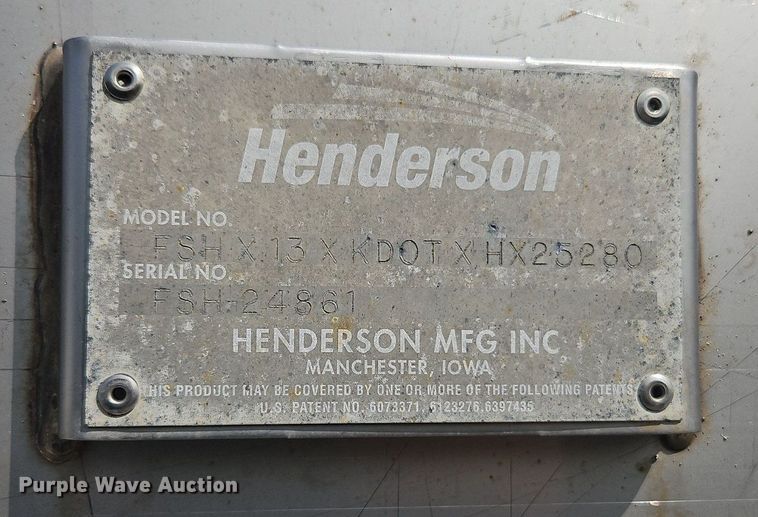 Henderson
MODEL NO.
FSH X 13 X KDOT X HX25280
SERIAL NO.
FSH-24861
HENDERSON MFG INC
MANCHESTER, IOWA
THIS PRODUCT MAY BE COVERED BY ONE OR MORE OF THE FOLLOWING PATENTS
U.S. PATENT NO. 6073371, 6123276,6397435
Purple Wave Auction